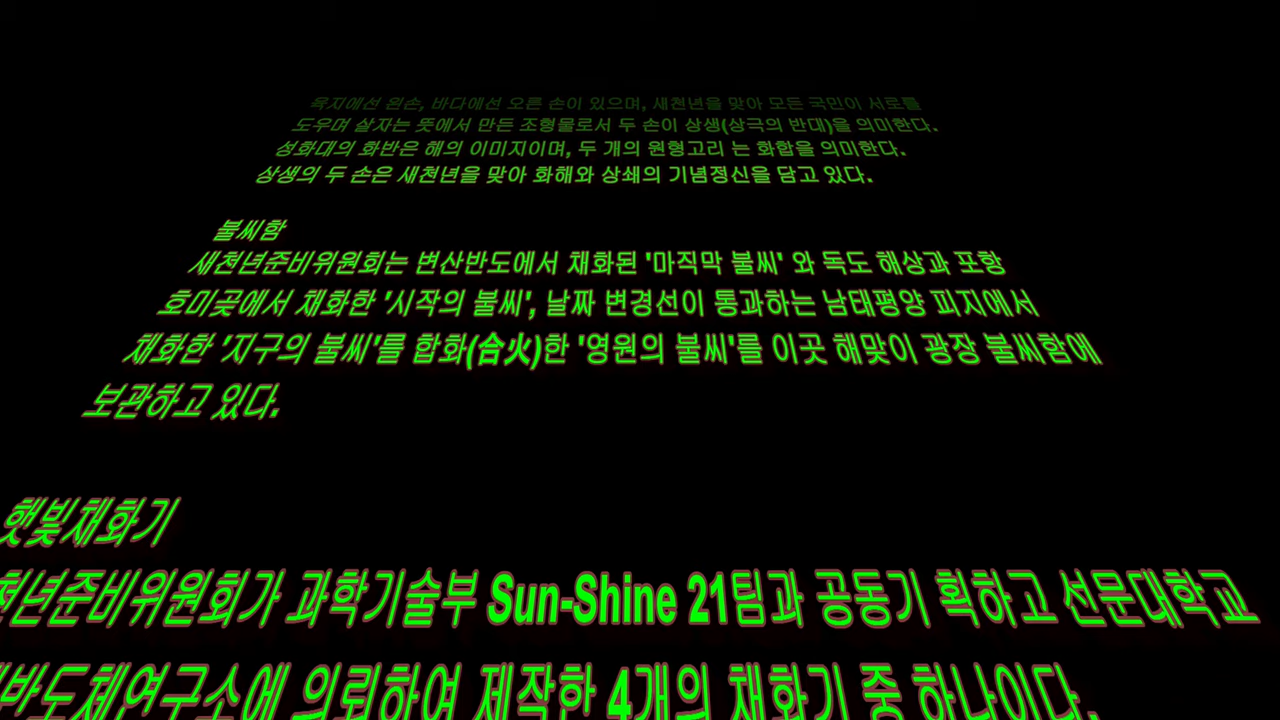 육지에선 왼손, 바다에선 오른 손이 있으며, 새천년을 맞아 모든 국민이 서로를
도우며 살자는 뜻에서 만든 조형물로서 두 손이 상생(상극의 반대)을 의미한다.
성화대의 화반은 해의 이미지이며, 두 개의 원형고리 는 화합을 의미한다.
상생의 두 손은 새천년을 맞아 화해와 상쇄의 기념정신을 담고 있다.
불씨함
새천년준비위원회는 변산반도에서 채화된 '마직막 불씨' 와 독도 해상과 포항
호미곶에서 채화한 '시작의 불씨', 날짜 변경선이 통과하는 남태평양 피지에서
채화한 '지구의 불씨'를 합화(合火)한 '영원의 불씨'를 이곳 해맞이 광장 불씨함에
보관하고 있다.
햇빛채화기
천년준비위원회가 과학기술부 Sun-Shine 21팀과 공동기 획하고 선문대학교
반도체연구소에 의뢰하여 제작한 4개의 채화기 중 하나이다.